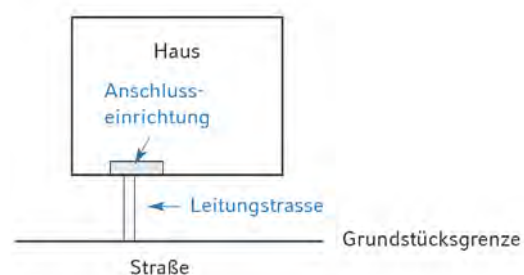 Haus
Anschluss-
einrichtung
Leitungstrasse
Grundstücksgrenze
Straße